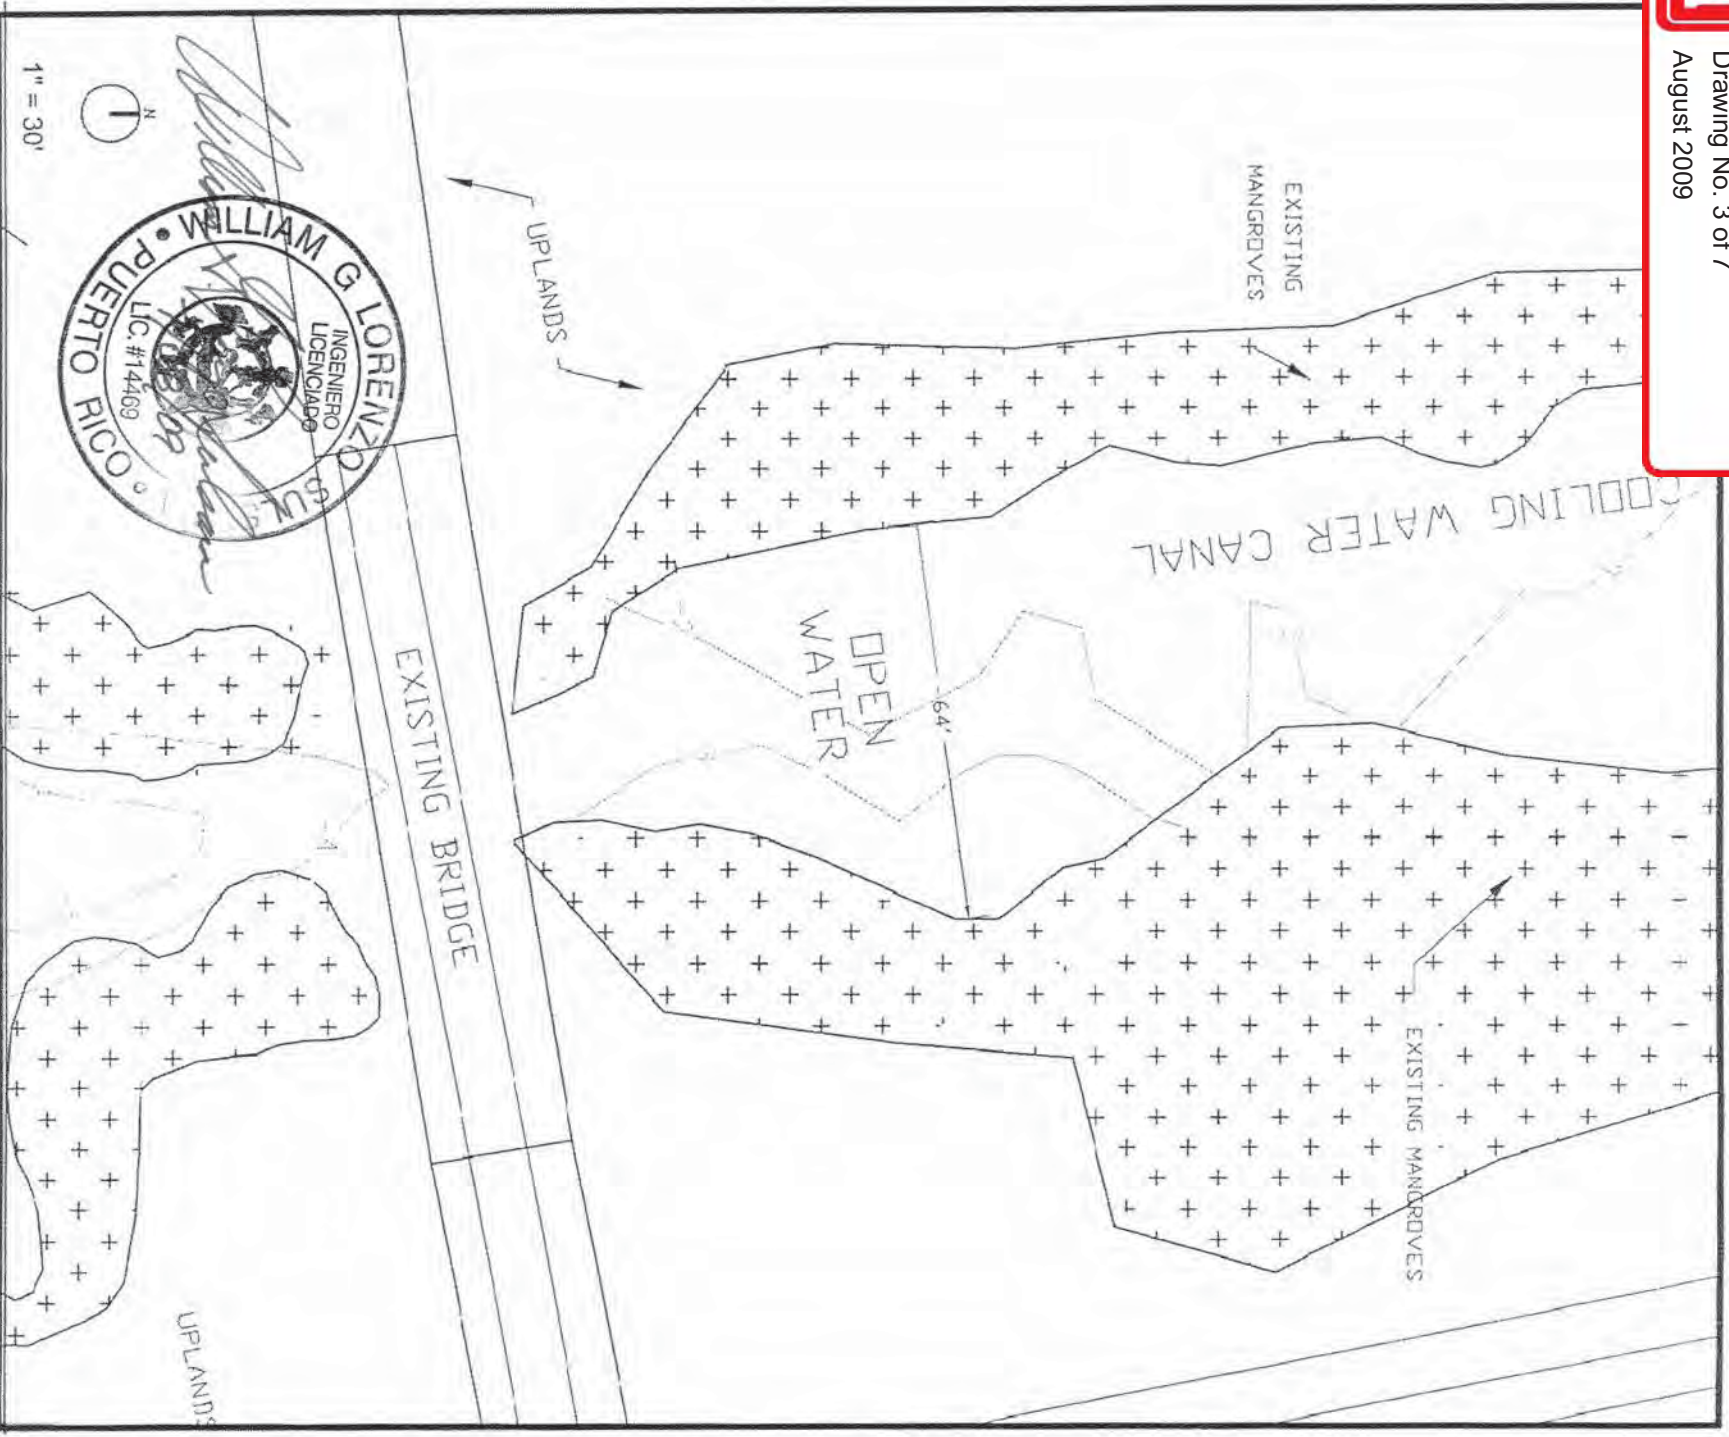 Drawing No. 3 of 7
August 2009
EXISTING
MANGROVES
COOLING WATER CANAL
UPLANDS
OPEN
WATER
64'
EXISTING MANGROVES
EXISTING BRIDGE
UPLANDS
N
1" = 30'
WILLIAM G LORENZO
INGENIERO
LICENCIADO
LIC. #14469
PUERTO RICO